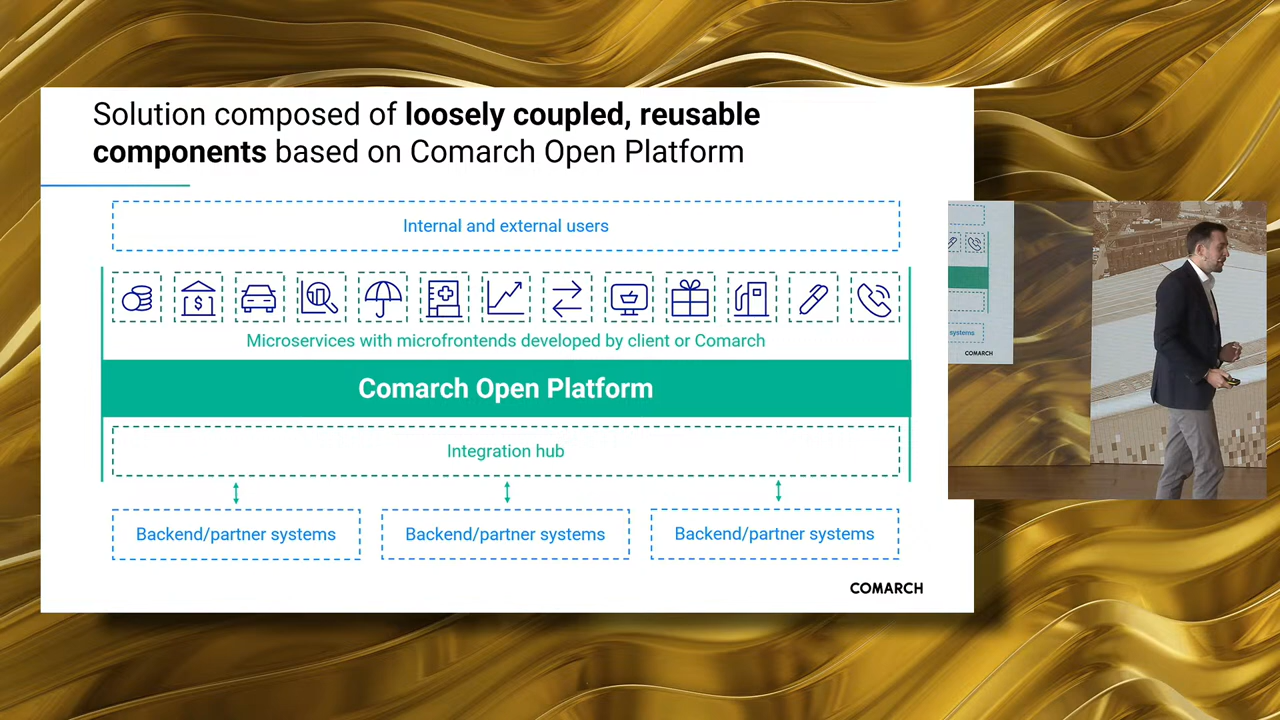 Solution composed of loosely coupled, reusable
components based on Comarch Open Platform
Internal and external users
$
Microservices with microfrontends developed by client or Comarch
Comarch Open Platform
Integration hub
Backend/partner systems
Backend/partner systems
Backend/partner systems
COMARCH
systems
COMARCH